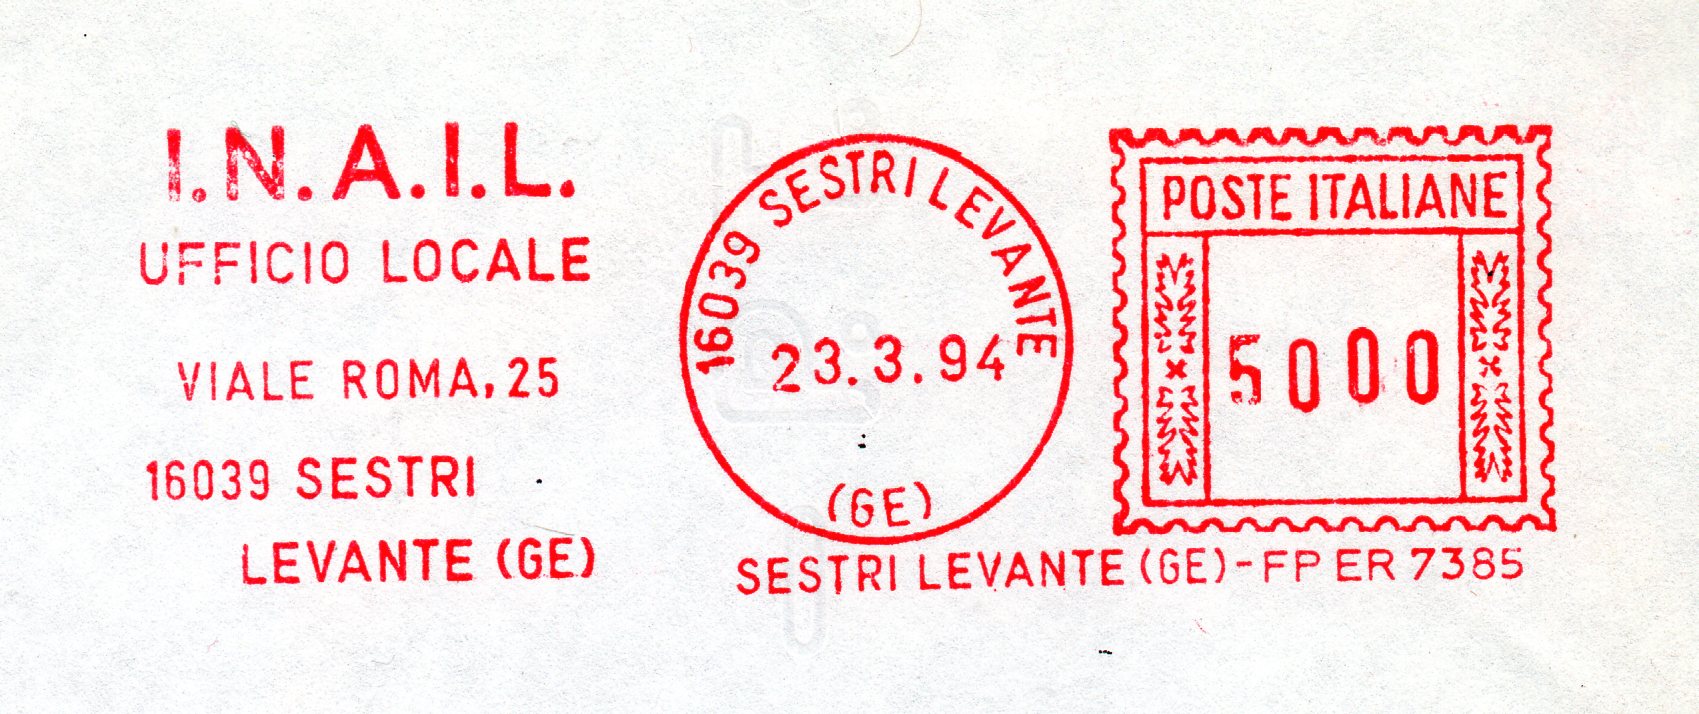 I.N.A.I.L.
UFFICIO LOCALE
VIALE ROMA, 25
16039 SESTRI
LEVANTE (GE)
16039 SESTRI LEVANTE
23.3.94
(GE)
POSTE ITALIANE
5000
SESTRI LEVANTE (GE)-FP ER 7385